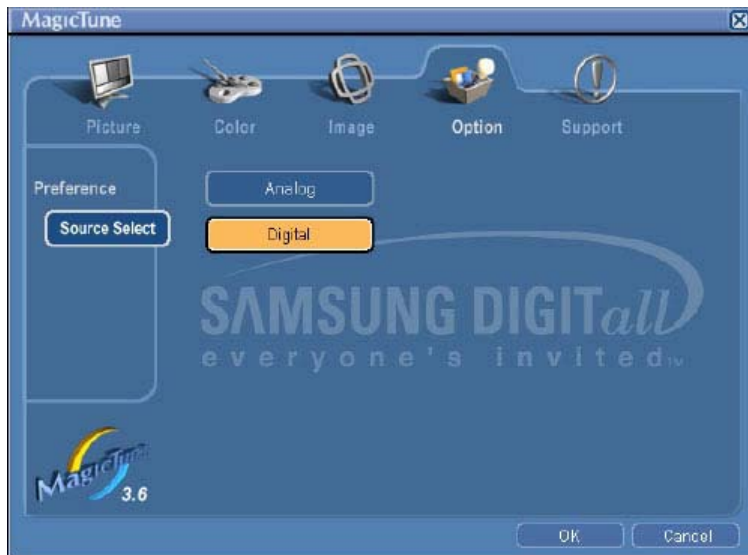 MagicTune
Picture
Color
Image
Option
Support
Preference
Source Select
Analog
Digital
SAMSUNG DIGITall
everyone's invited TM
MagicTune
3.6
OK
Cancel